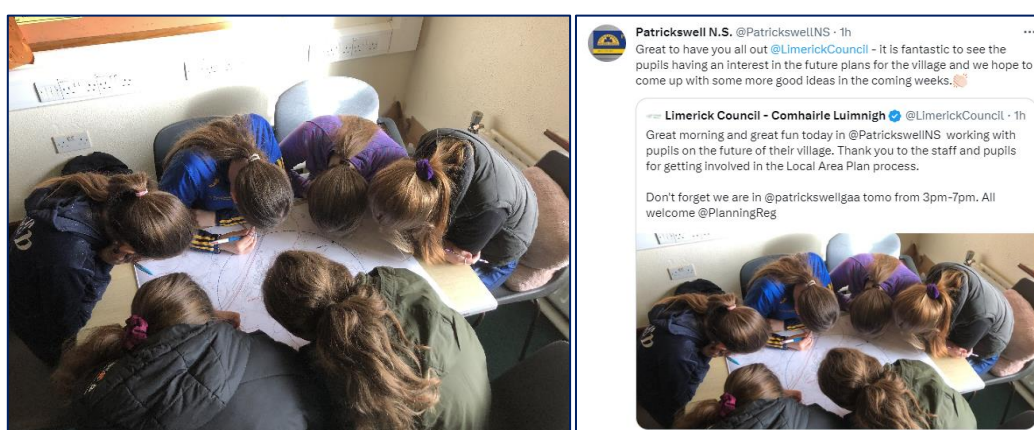 Patrickswell N.S. @PatrickswellNS · 1h
Great to have you all out @LimerickCouncil - it is fantastic to see the
pupils having an interest in the future plans for the village and we hope to
come up with some more good ideas in the coming weeks.👏🏻
Limerick Council - Comhairle Luimnigh @LimerickCouncil · 1h
Great morning and great fun today in @PatrickswellNS working with
pupils on the future of their village. Thank you to the staff and pupils
for getting involved in the Local Area Plan process.
Don't forget we are in @patrickswellgaa tomo from 3pm-7pm. All
welcome @PlanningReg